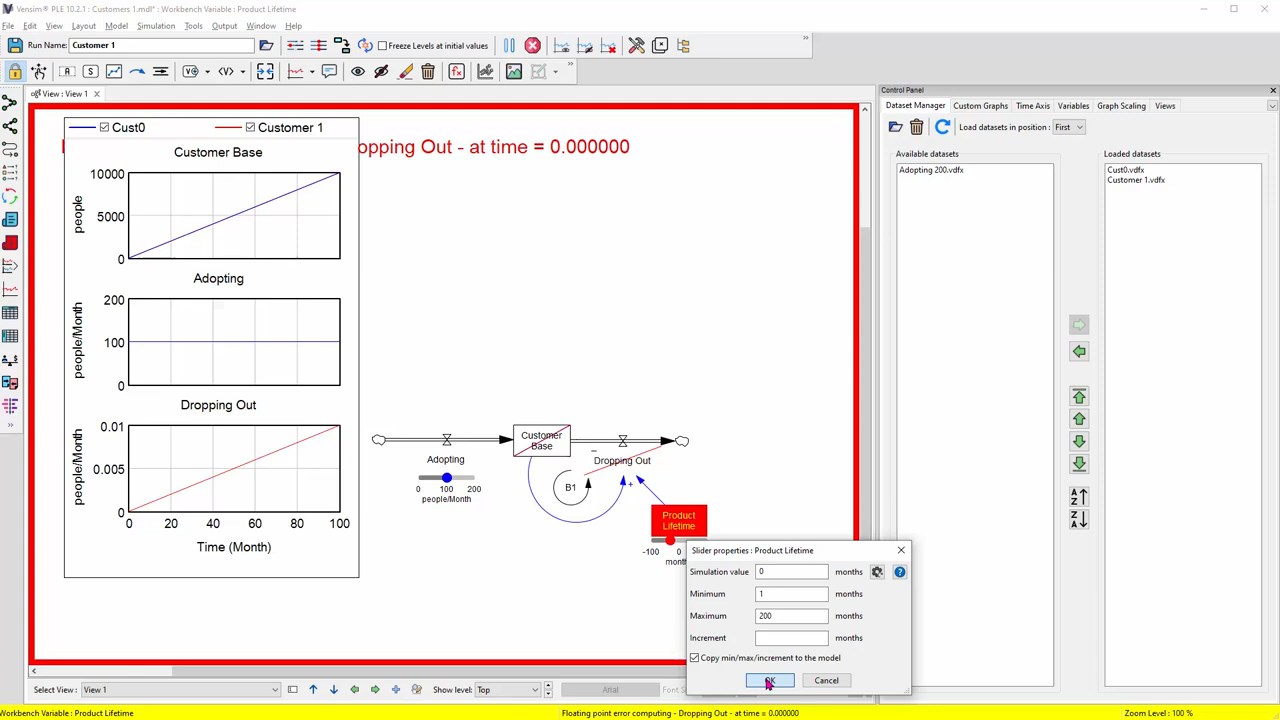 Vensim® PLE 10.2.1 : Customers 1.mdl* : Workbench Variable : Product Lifetime
File Edit View Layout Model Simulation Tools Output Window Help
Run Name: Customer 1 Freeze Levels at initial values
View : View 1
Control Panel
Dataset Manager Custom Graphs Time Axis Variables Graph Scaling Views
Load datasets in position : First
Available datasets Loaded datasets
Adopting 200.vdfx
Cust0.vdfx
Customer 1.vdfx
opping Out - at time = 0.000000
Cust0 Customer 1
Customer Base
people
10000
5000
0
Adopting
people/Month
200
100
0
Dropping Out
people/Month
0.01
0.005
0
0 20 40 60 80 100
Time (Month)
Customer
Base
Adopting
0 100 200
people/Month
Dropping Out
B1
+
Product
Lifetime
-100 0
mont
Slider properties : Product Lifetime
Simulation value 0 months
Minimum 1 months
Maximum 200 months
Increment months
Copy min/max/increment to the model
OK Cancel
Select View : View 1 Show level: Top Arial Font S
Workbench Variable : Product Lifetime Floating point error computing - Dropping Out - at time = 0.000000 Zoom Level : 100 %